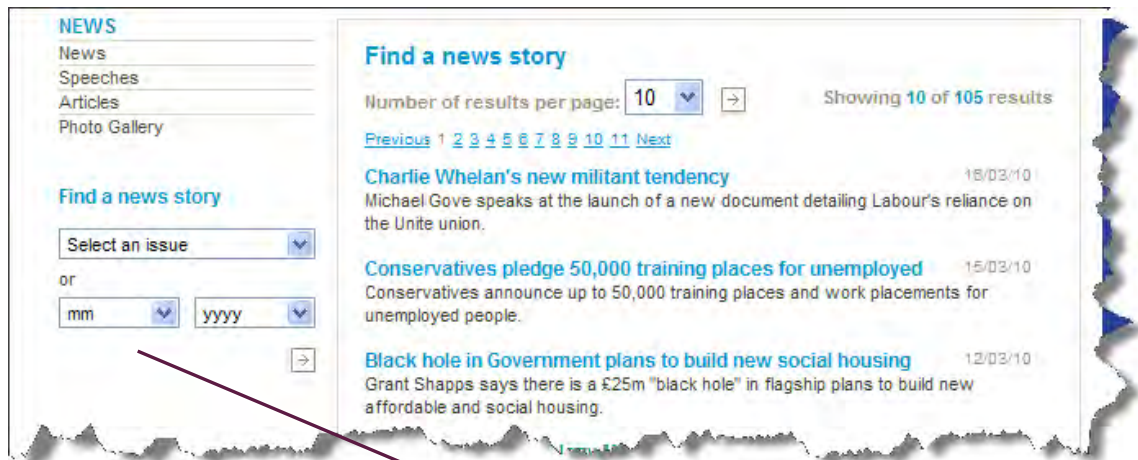 NEWS
News
Speeches
Articles
Photo Gallery
Find a news story
Select an issue
or
mm yyyy
Find a news story
Number of results per page: 10 Showing 10 of 105 results
Previous 1 2 3 4 5 6 7 8 9 10 11 Next
Charlie Whelan's new militant tendency
Michael Gove speaks at the launch of a new document detailing Labour's reliance on
the Unite union.
Conservatives pledge 50,000 training places for unemployed 15/03/10
Conservatives announce up to 50,000 training places and work placements for
unemployed people.
Black hole in Government plans to build new social housing 12/03/10
Grant Shapps says there is a £25m "black hole" in flagship plans to build new
affordable and social housing.